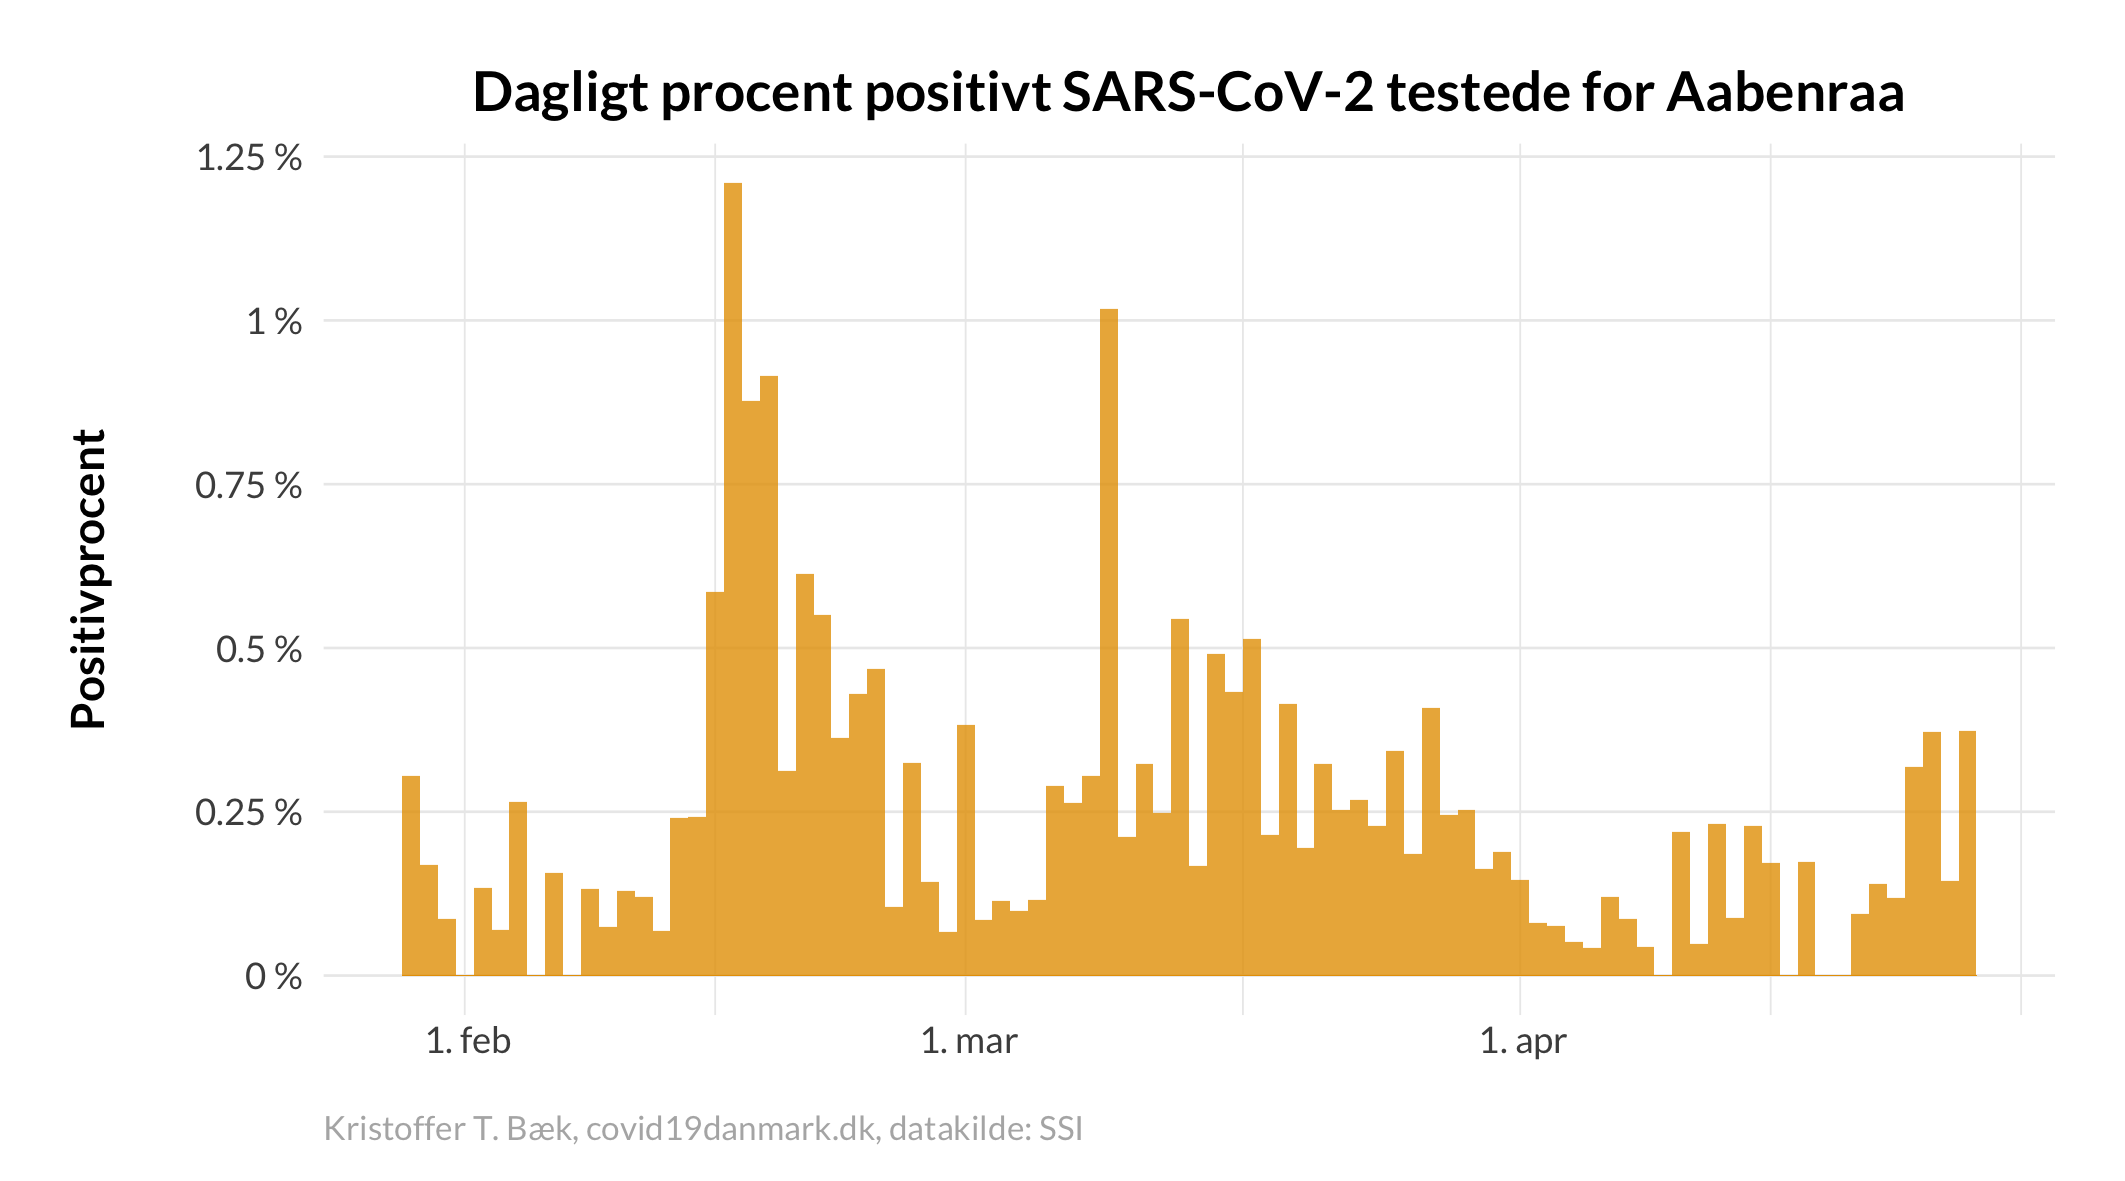 Dagligt procent positivt SARS-CoV-2 testede for Aabenraa
Positivprocent
1.25 %
1 %
0.75 %
0.5 %
0.25 %
0 %
1. feb
1. mar
1. apr
Kristoffer T. Bæk, covid19danmark.dk, datakilde: SSI